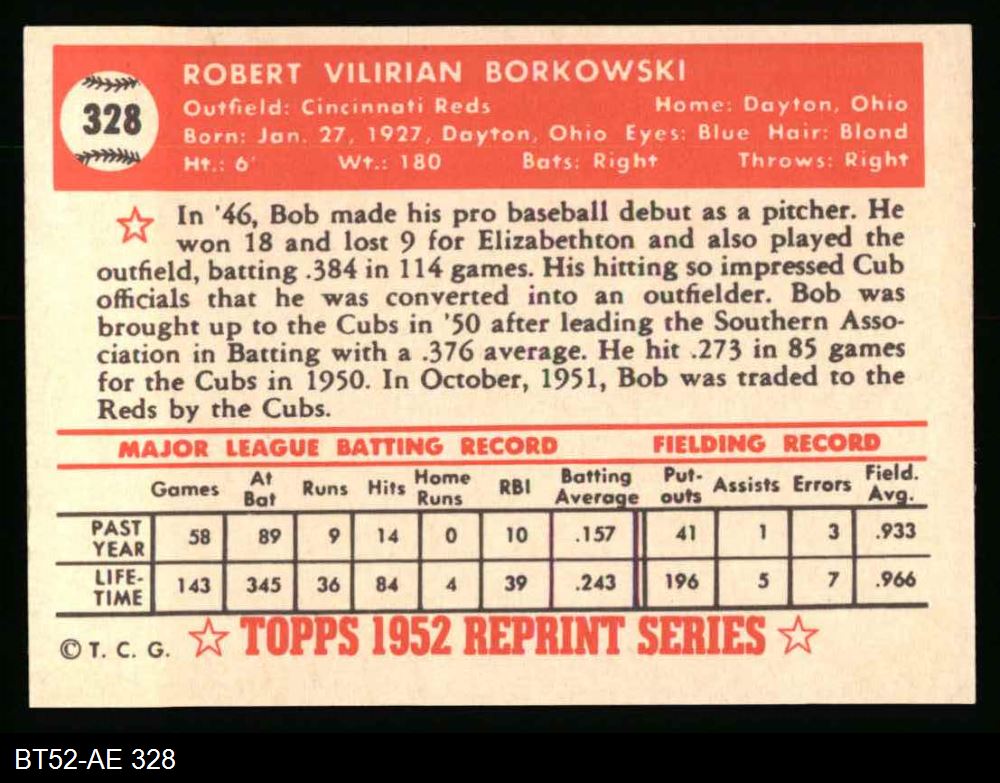 328
ROBERT VILIRIAN BORKOWSKI
Outfield: Cincinnati Reds Home: Dayton, Ohio
Born: Jan. 27, 1927, Dayton, Ohio Eyes: Blue Hair: Blond
Ht.: 6' Wt.: 180 Bats: Right Throws: Right
In '46, Bob made his pro baseball debut as a pitcher. He
won 18 and lost 9 for Elizabethton and also played the
outfield, batting .384 in 114 games. His hitting so impressed Cub
officials that he was converted into an outfielder. Bob was
brought up to the Cubs in '50 after leading the Southern Asso-
ciation in Batting with a .376 average. He hit .273 in 85 games
for the Cubs in 1950. In October, 1951, Bob was traded to the
Reds by the Cubs.
MAJOR LEAGUE BATTING RECORD FIELDING RECORD
Games At Bat Runs Hits Home Runs RBI Batting Average Put-outs Assists Errors Field. Avg.
PAST YEAR 58 89 9 14 0 10 .157 41 1 3 .933
LIFE-TIME 143 345 36 84 4 39 .243 196 5 7 .966
© T. C. G. TOPPS 1952 REPRINT SERIES
BT52-AE 328